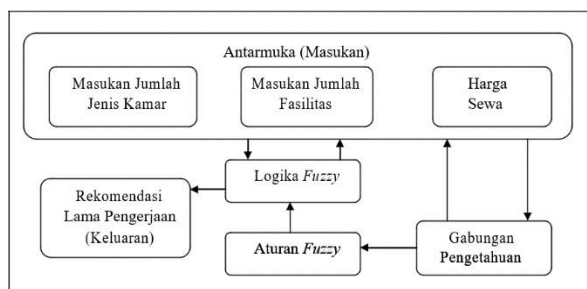 Antarmuka (Masukan)
Masukan Jumlah
Jenis Kamar
Masukan Jumlah
Fasilitas
Harga
Sewa
Logika Fuzzy
Rekomendasi
Lama Pengerjaan
(Keluaran)
Aturan Fuzzy
Gabungan
Pengetahuan